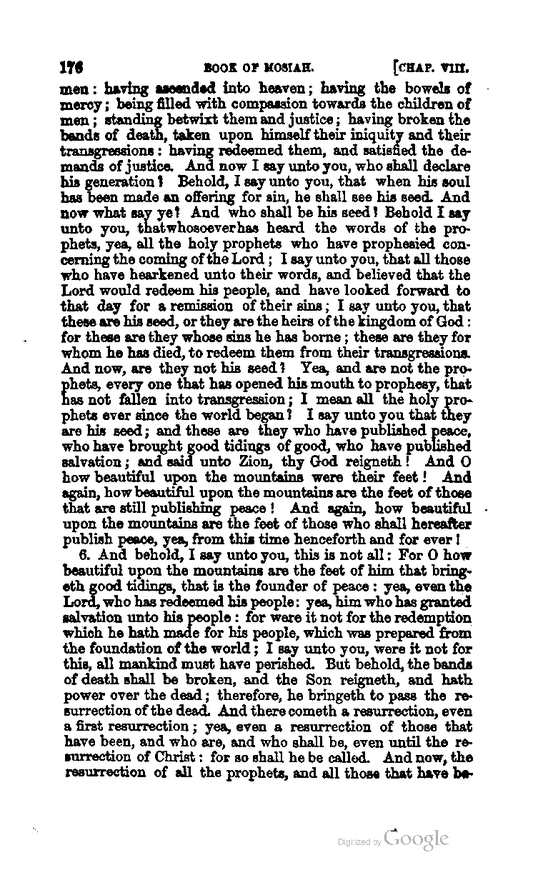 176 BOOK OF MOSIAH. [CHAP. VIII.
men: having ascended into heaven; having the bowels of
mercy; being filled with compassion towards the children of
men; standing betwixt them and justice; having broken the
bands of death, taken upon himself their iniquity and their
transgressions: having redeemed them, and satisfied the de-
mands of justice. And now I say unto you, who shall declare
his generation? Behold, I say unto you, that when his soul
has been made an offering for sin, he shall see his seed. And
now what say ye? And who shall be his seed? Behold I say
unto you, that whosoever has heard the words of the pro-
phets, yea, all the holy prophets who have prophesied con-
cerning the coming of the Lord; I say unto you, that all those
who have hearkened unto their words, and believed that the
Lord would redeem his people, and have looked forward to
that day for a remission of their sins; I say unto you, that
these are his seed, or they are the heirs of the kingdom of God:
for these are they whose sins he has borne; these are they for
whom he has died, to redeem them from their transgressions.
And now, are they not his seed? Yea, and are not the pro-
phets, every one that has opened his mouth to prophesy, that
has not fallen into transgression; I mean all the holy pro-
phets ever since the world began? I say unto you that they
are his seed; and these are they who have published peace,
who have brought good tidings of good, who have published
salvation; and said unto Zion, thy God reigneth! And O
how beautiful upon the mountains were their feet! And
again, how beautiful upon the mountains are the feet of those
that are still publishing peace! And again, how beautiful
upon the mountains are the feet of those who shall hereafter
publish peace, yea, from this time henceforth and for ever!
6. And behold, I say unto you, this is not all: For O how
beautiful upon the mountains are the feet of him that bring-
eth good tidings, that is the founder of peace: yea, even the
Lord, who has redeemed his people: yea, him who has granted
salvation unto his people: for were it not for the redemption
which he hath made for his people, which was prepared from
the foundation of the world; I say unto you, were it not for
this, all mankind must have perished. But behold, the bands
of death shall be broken, and the Son reigneth, and hath
power over the dead; therefore, he bringeth to pass the re-
surrection of the dead. And there cometh a resurrection, even
a first resurrection; yea, even a resurrection of those that
have been, and who are, and who shall be, even until the re-
surrection of Christ: for so shall he be called. And now, the
resurrection of all the prophets, and all those that have be-
Digitized by Google